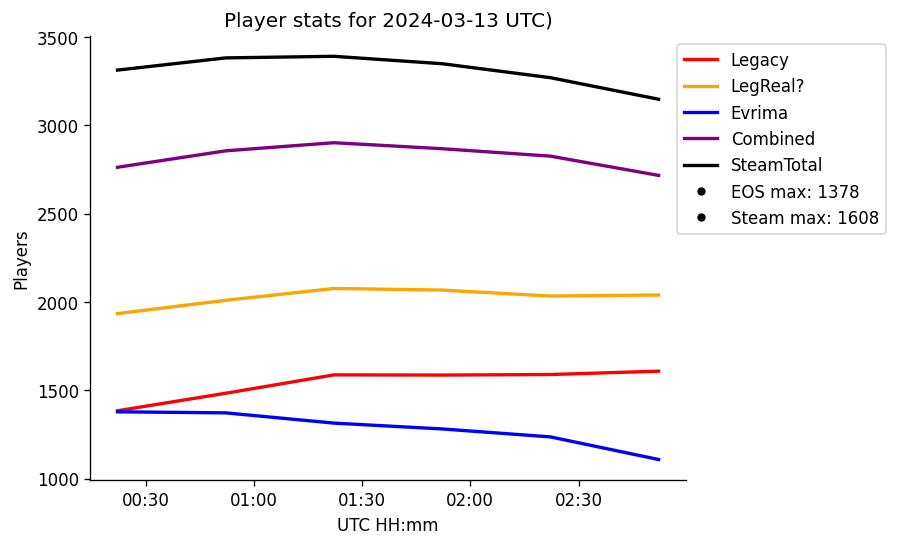 Player stats for 2024-03-13 UTC)
3500
3000
2500
2000
1500
1000
Players
00:30
01:00
01:30
02:00
02:30
UTC HH:mm
Legacy
LegReal?
Evrima
Combined
SteamTotal
EOS max: 1378
Steam max: 1608